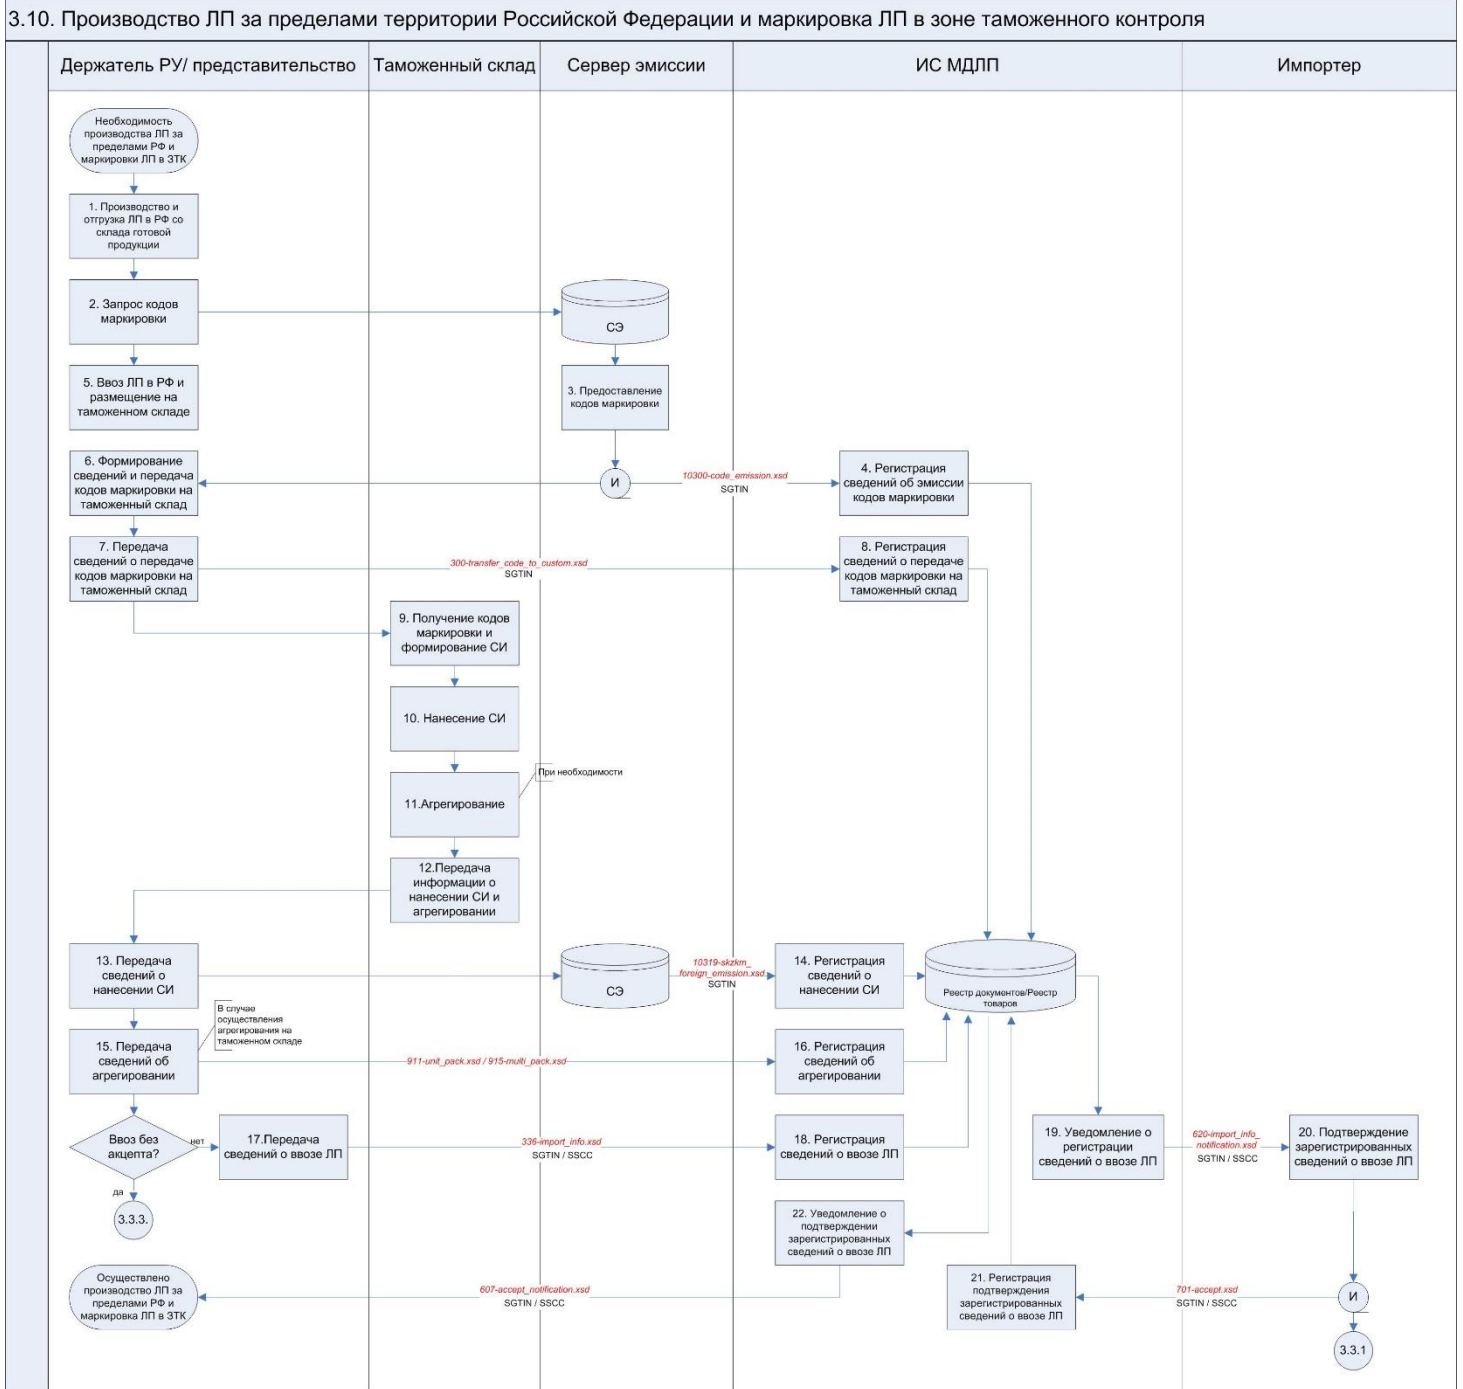 3.10. Производство ЛП за пределами территории Российской Федерации и маркировка ЛП в зоне таможенного контроля
Держатель РУ/ представительство
Таможенный склад
Сервер эмиссии
ИС МДЛП
Импортер
Необходимость
производства ЛП за
пределами РФ и
маркировки ЛП в ЗТК
1. Производство и
отгрузка ЛП в РФ со
склада готовой
продукции
2. Запрос кодов
маркировки
СЭ
5. Ввоз ЛП в РФ и
размещение на
таможенном складе
3. Предоставление
кодов маркировки
6. Формирование
сведений и передача
кодов маркировки на
таможенный склад
И
10300-code_emission.xsd
SGTIN
4. Регистрация
сведений об эмиссии
кодов маркировки
7. Передача
сведений о передаче
кодов маркировки на
таможенный склад
300-transfer_code_to_custom.xsd
SGTIN
8. Регистрация
сведений о передаче
кодов маркировки на
таможенный склад
9. Получение кодов
маркировки и
формирование СИ
10. Нанесение СИ
При необходимости
11.Агрегирование
12.Передача
информации о
нанесении СИ и
агрегировании
13. Передача
сведений о
нанесении СИ
СЭ
10319-skzkm_
foreign_emission.xsd
SGTIN
14. Регистрация
сведений о
нанесении СИ
Реестр документов/Реестр
товаров
В случае
осуществления
агрегирования на
таможенном складе
15. Передача
сведений об
агрегировании
911-unit_pack.xsd / 915-multi_pack.xsd
16. Регистрация
сведений об
агрегировании
Ввоз без
акцепта?
нет
да
17.Передача
сведений о ввозе ЛП
336-import_info.xsd
SGTIN / SSCC
18. Регистрация
сведений о ввозе ЛП
19. Уведомление о
регистрации
сведений о ввозе ЛП
620-import_info_
notification.xsd
SGTIN / SSCC
20. Подтверждение
зарегистрированных
сведений о ввозе ЛП
3.3.3.
22. Уведомление о
подтверждении
зарегистрированных
сведений о ввозе ЛП
Осуществлено
производство ЛП за
пределами РФ и
маркировка ЛП в ЗТК
607-accept_notification.xsd
SGTIN / SSCC
21. Регистрация
подтверждения
зарегистрированных
сведений о ввозе ЛП
701-accept.xsd
SGTIN / SSCC
И
3.3.1